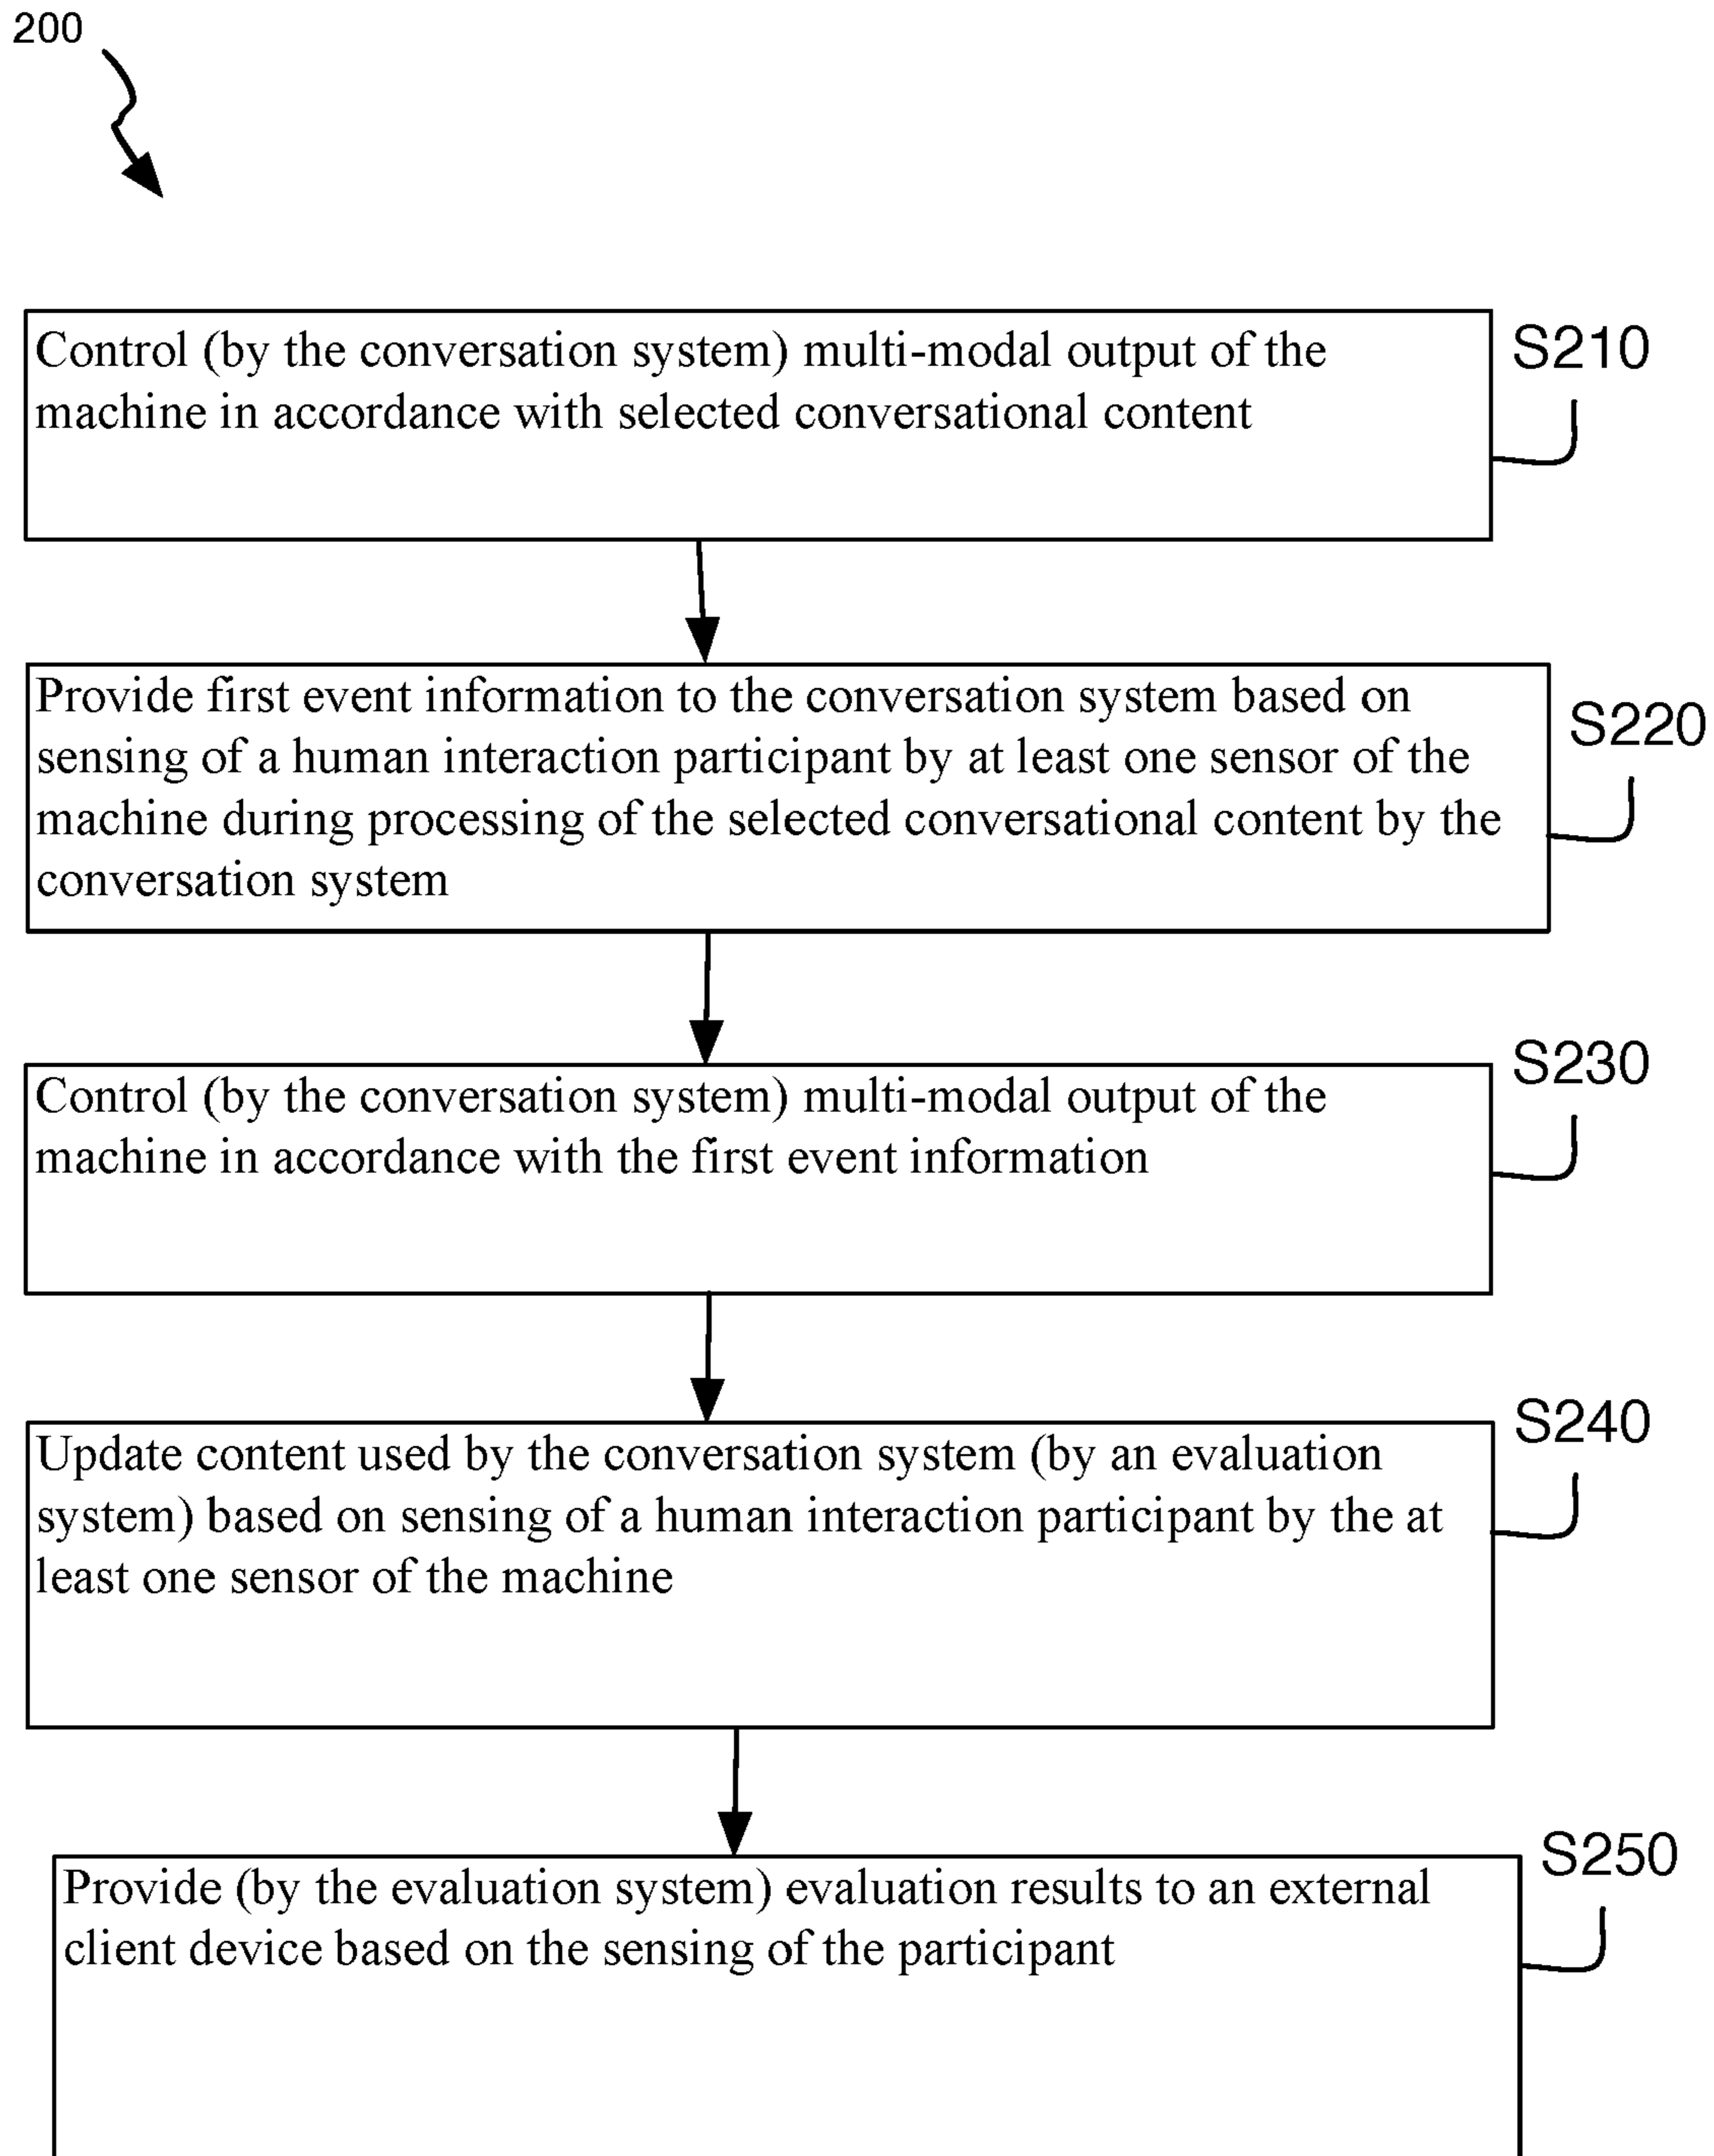 200
Control (by the conversation system) multi-modal output of the
machine in accordance with selected conversational content
S210
Provide first event information to the conversation system based on
sensing of a human interaction participant by at least one sensor of the
machine during processing of the selected conversational content by the
conversation system
S220
Control (by the conversation system) multi-modal output of the
machine in accordance with the first event information
S230
Update content used by the conversation system (by an evaluation
system) based on sensing of a human interaction participant by the at
least one sensor of the machine
S240
Provide (by the evaluation system) evaluation results to an external
client device based on the sensing of the participant
S250